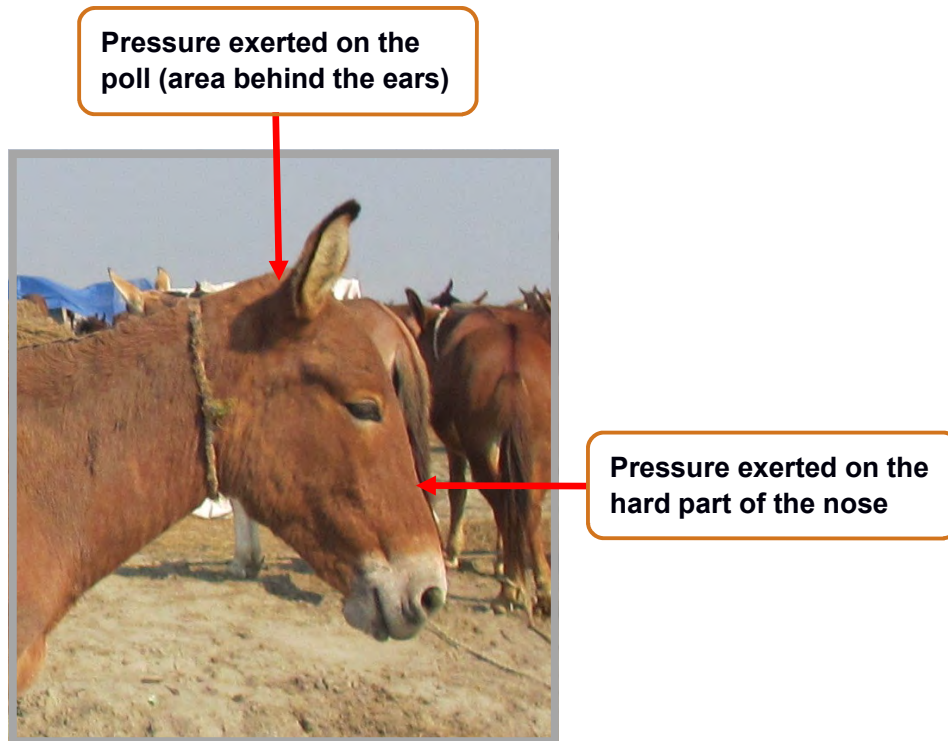 Pressure exerted on the
poll (area behind the ears)
Pressure exerted on the
hard part of the nose